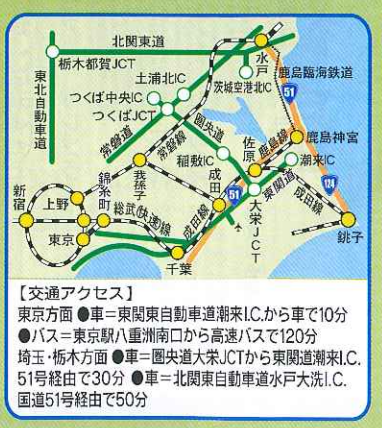 北関東道
水戸
栃木都賀JCT
土浦北IC
茨城空港北IC
鹿島臨海鉄道
東北自動車道
つくば中央IC
つくばJCT
51
常磐道
常磐線
圏央道
佐原
鹿島線
鹿島神宮
稲敷IC
潮来IC
新宿
上野
錦糸町
我孫子
成田
51
東関道
124
総武(快速)線
成田線
大栄JCT
成田線
東京
銚子
千葉
【交通アクセス】
東京方面 ●車=東関東自動車道潮来I.C.から車で10分
●バス=東京駅八重洲南口から高速バスで120分
埼玉・栃木方面 ●車=圏央道大栄JCTから東関道潮来I.C.
51号経由で30分 ●車=北関東自動車道水戸大洗I.C.
国道51号経由で50分